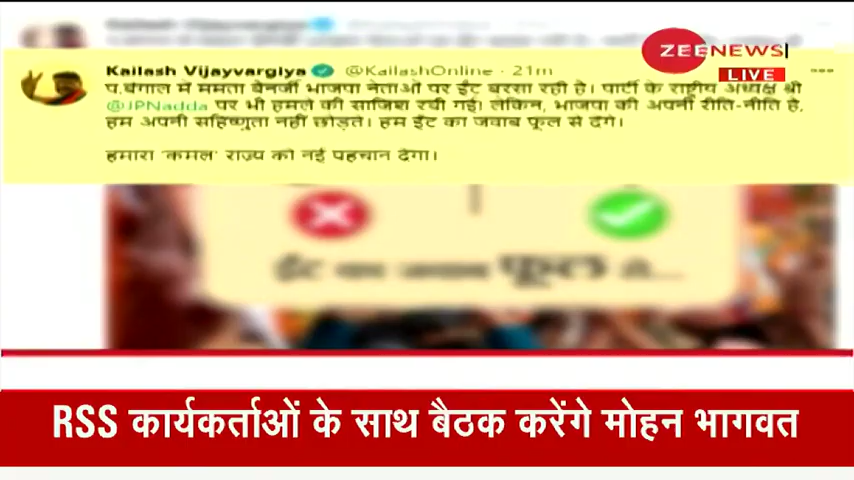 ZEE NEWS
LIVE
Kailash Vijayvargiya @KailashOnline · 21m
प.बंगाल में ममता बैनर्जी भाजपा नेताओं पर ईंट बरसा रही है। पार्टी के राष्ट्रीय अध्यक्ष श्री
@JPNadda पर भी हमले की साजिश रची गई! लेकिन, भाजपा की अपनी रीति-नीति है,
हम अपनी सहिष्णुता नहीं छोड़ते। हम ईंट का जवाब फूल से देंगे।
हमारा 'कमल' राज्य को नई पहचान देगा।
ईंट का जवाब फूल से...
RSS कार्यकर्ताओं के साथ बैठक करेंगे मोहन भागवत